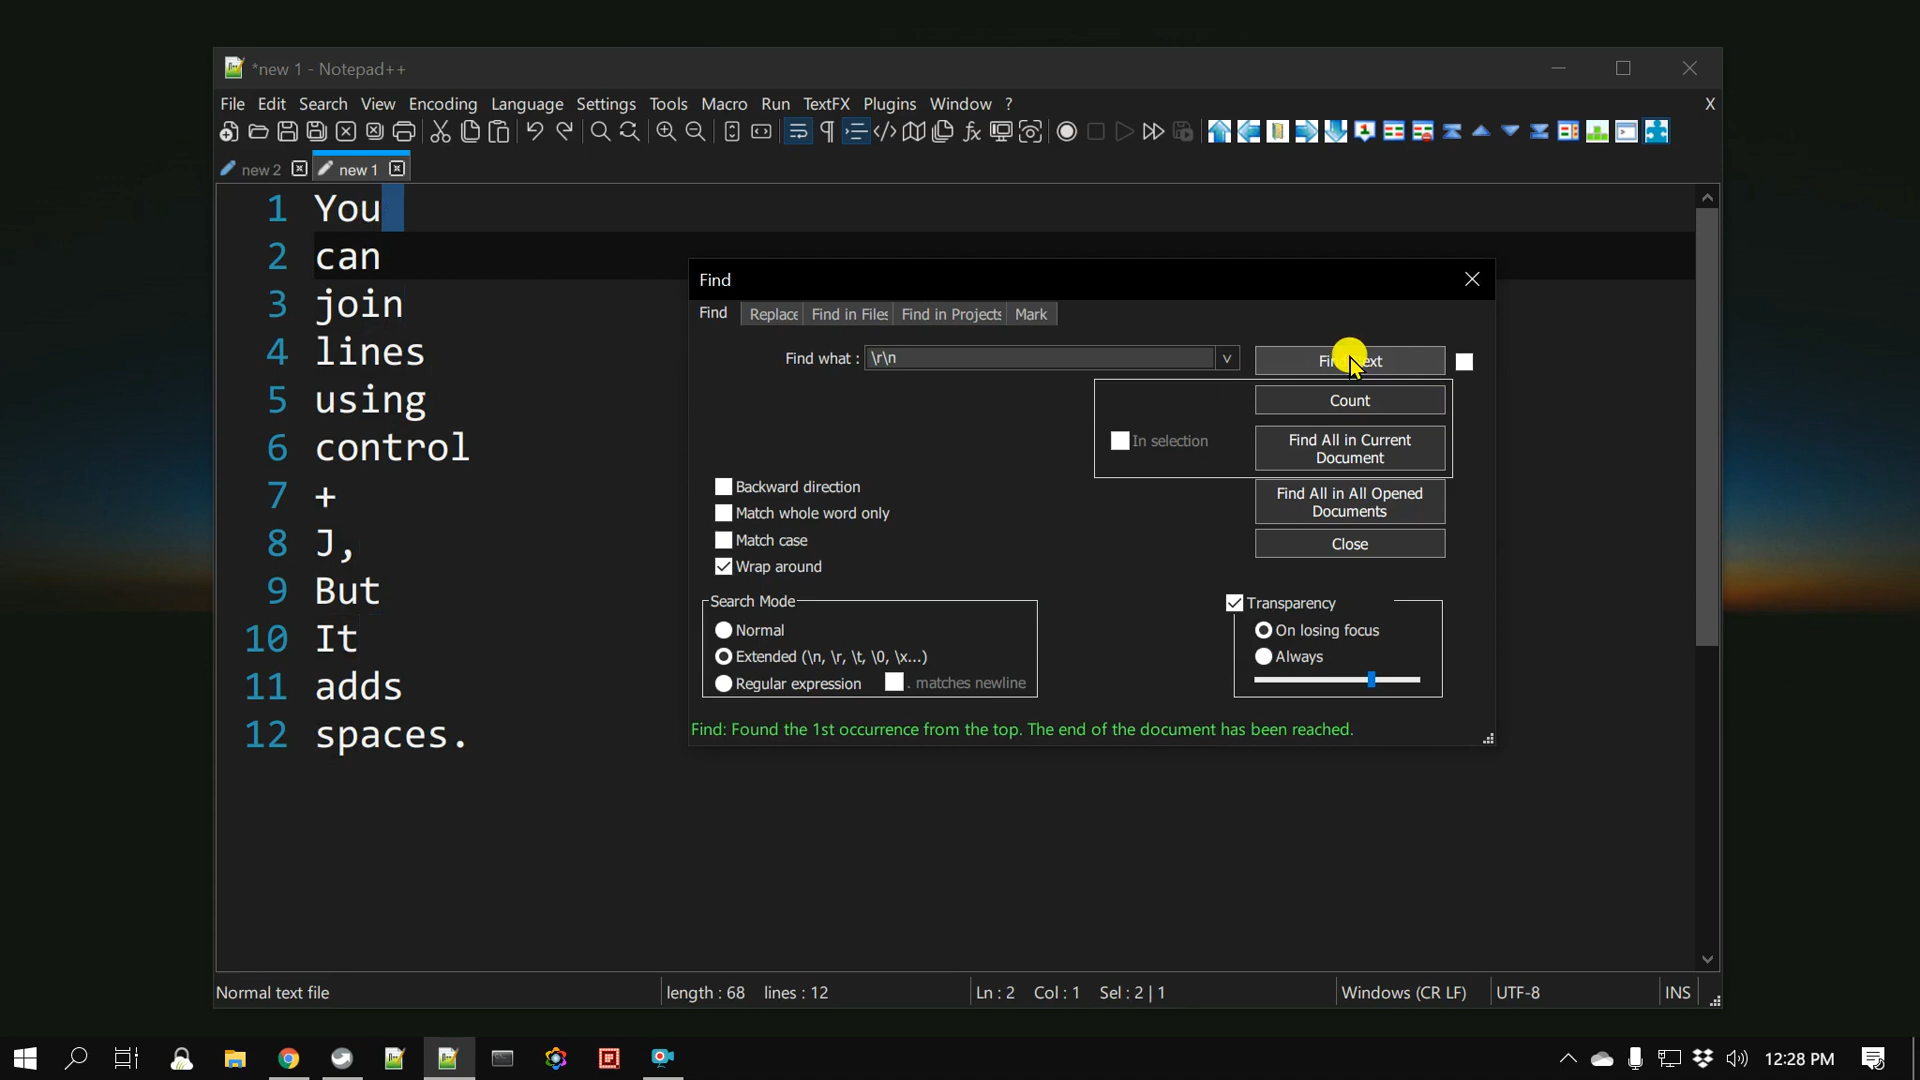 *new 1 - Notepad++
File Edit Search View Encoding Language Settings Tools Macro Run TextFX Plugins Window ? X
new 2 new 1
1 You
2 can
3 join
4 lines
5 using
6 control
7 +
8 J,
9 But
10 It
11 adds
12 spaces.
Find
Find Replace Find in Files Find in Projects Mark
Find what : \r\n
Count
In selection
Find All in Current
Document
Find All in All Opened
Documents
Close
Backward direction
Match whole word only
Match case
Wrap around
Search Mode
Normal
Extended (\n, \r, \t, \0, \x...)
Regular expression . matches newline
Transparency
On losing focus
Always
Find: Found the 1st occurrence from the top. The end of the document has been reached.
Normal text file length : 68 lines : 12 Ln : 2 Col : 1 Sel : 2 | 1 Windows (CR LF) UTF-8 INS
12:28 PM